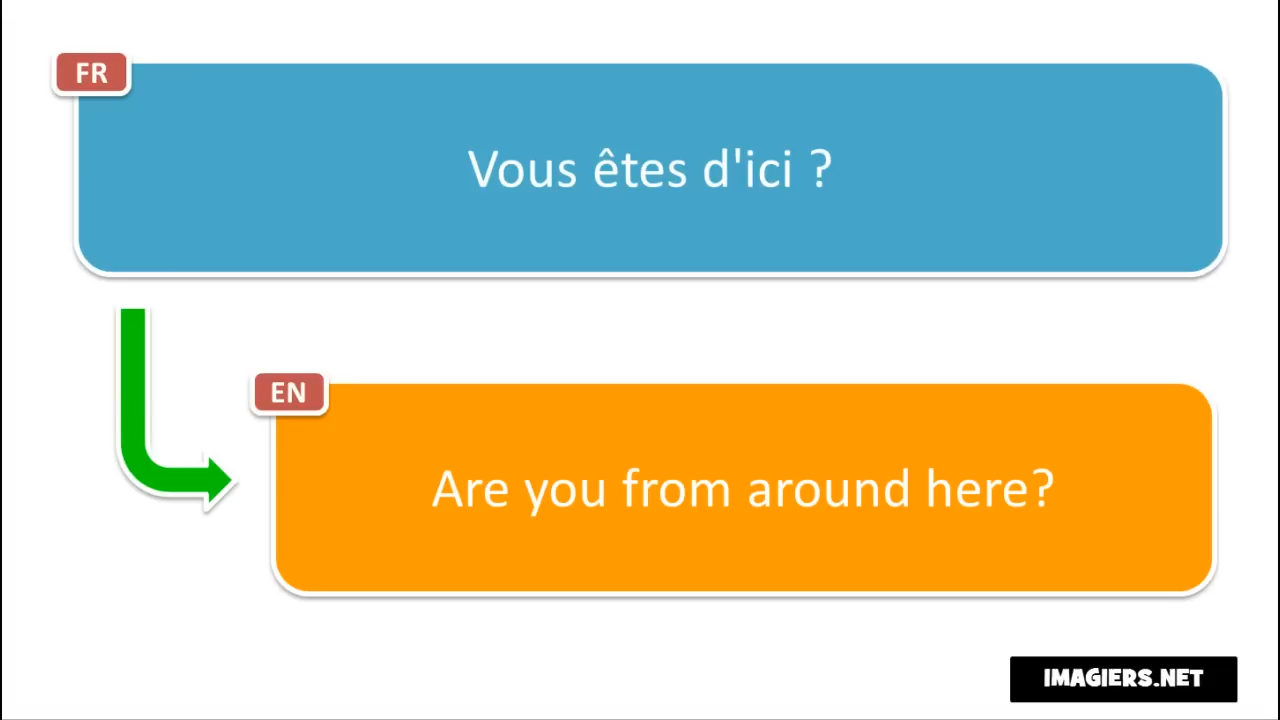 FR
Vous êtes d'ici ?
EN
Are you from around here?
IMAGIERS.NET